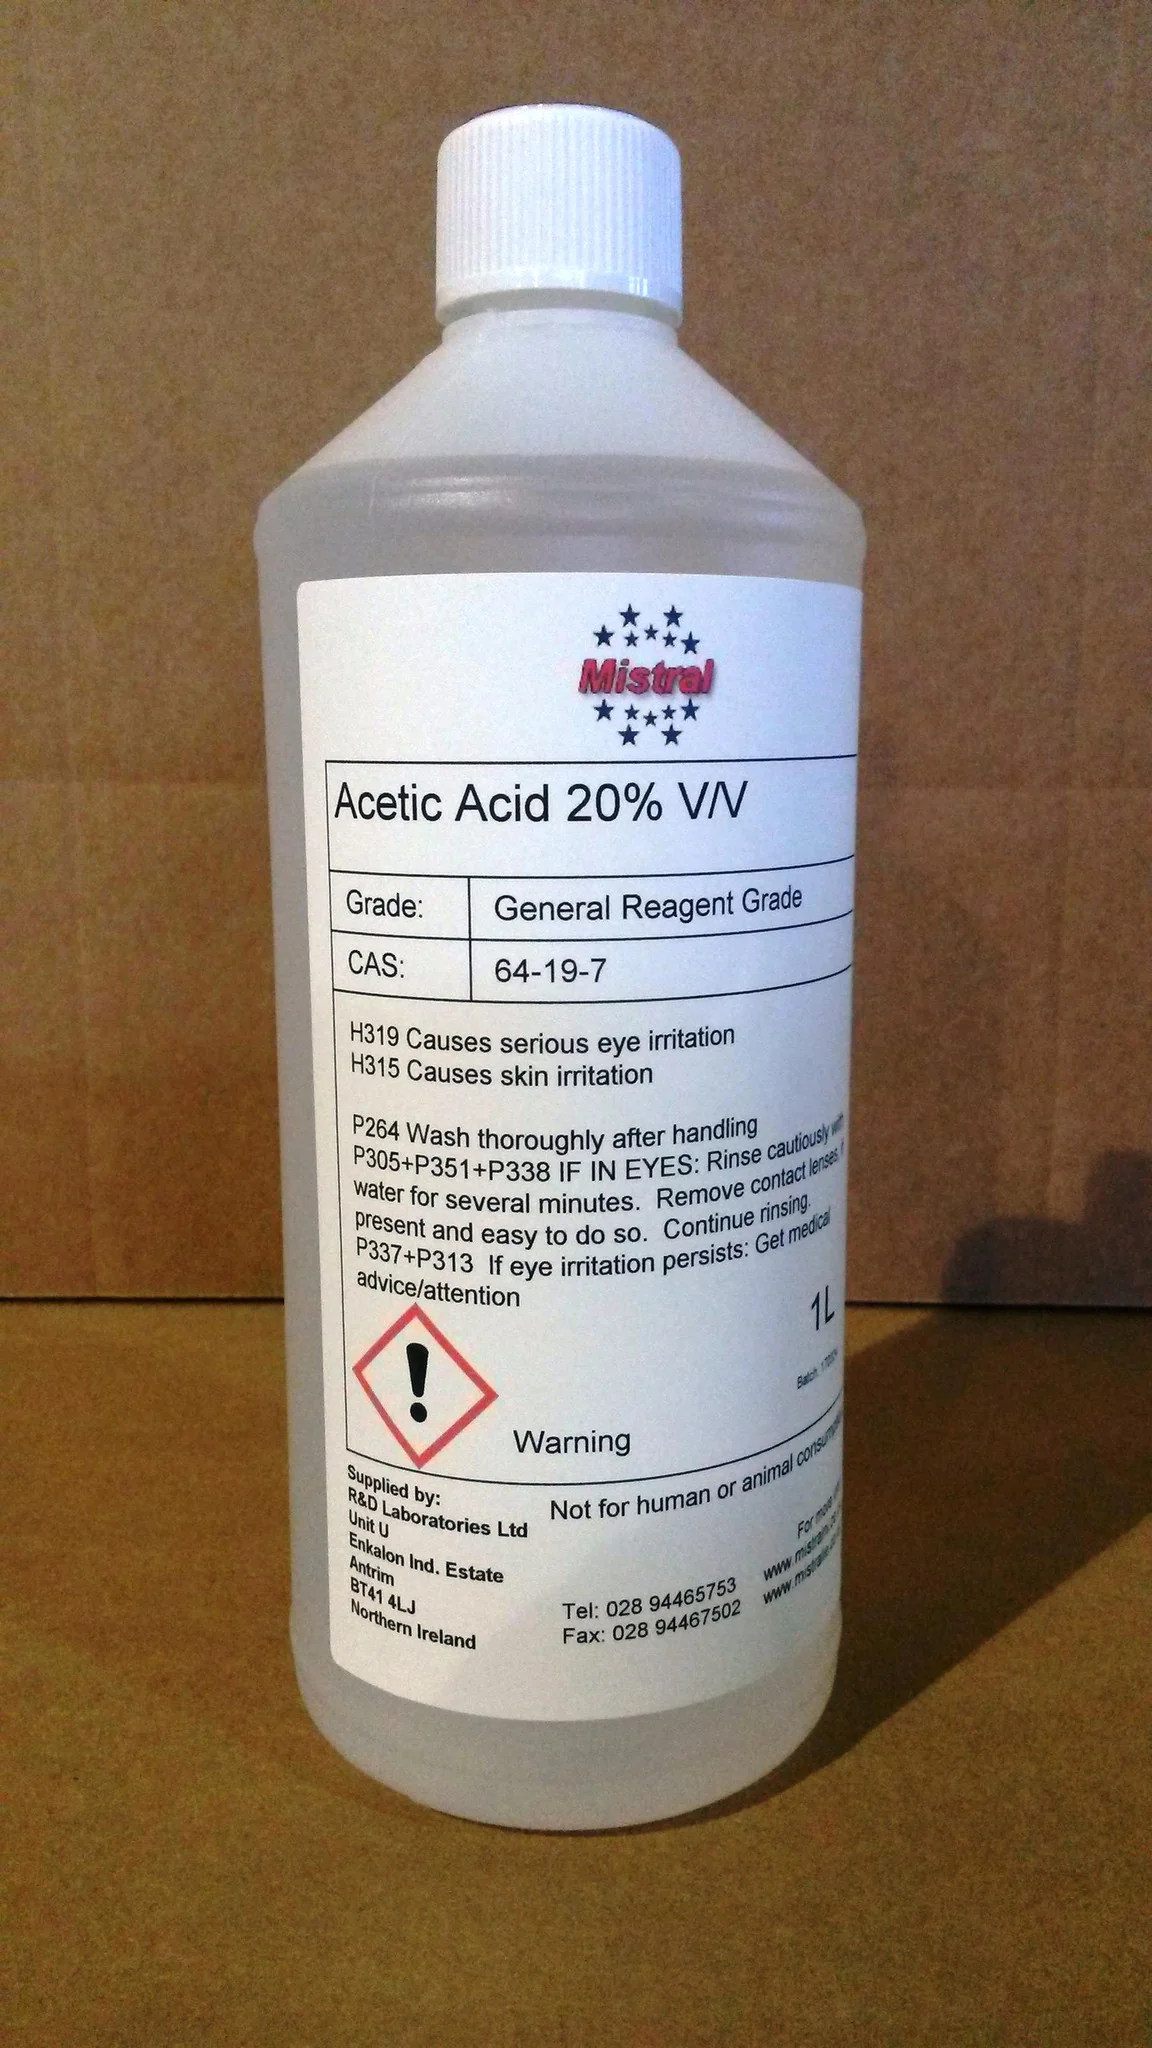 Mistral
Acetic Acid 20% V/V
Grade: General Reagent Grade
CAS: 64-19-7
H319 Causes serious eye irritation
H315 Causes skin irritation
P264 Wash thoroughly after handling
P305+P351+P338 IF IN EYES: Rinse cautiously with
water for several minutes. Remove contact lenses, if
present and easy to do so. Continue rinsing.
P337+P313 If eye irritation persists: Get medical
advice/attention
1L
Batch:
Warning
Supplied by:
R&D Laboratories Ltd
Unit U
Enkalon Ind. Estate
Antrim
BT41 4LJ
Northern Ireland
Not for human or animal
For more
Tel: 028 94465753
Fax: 028 94467502